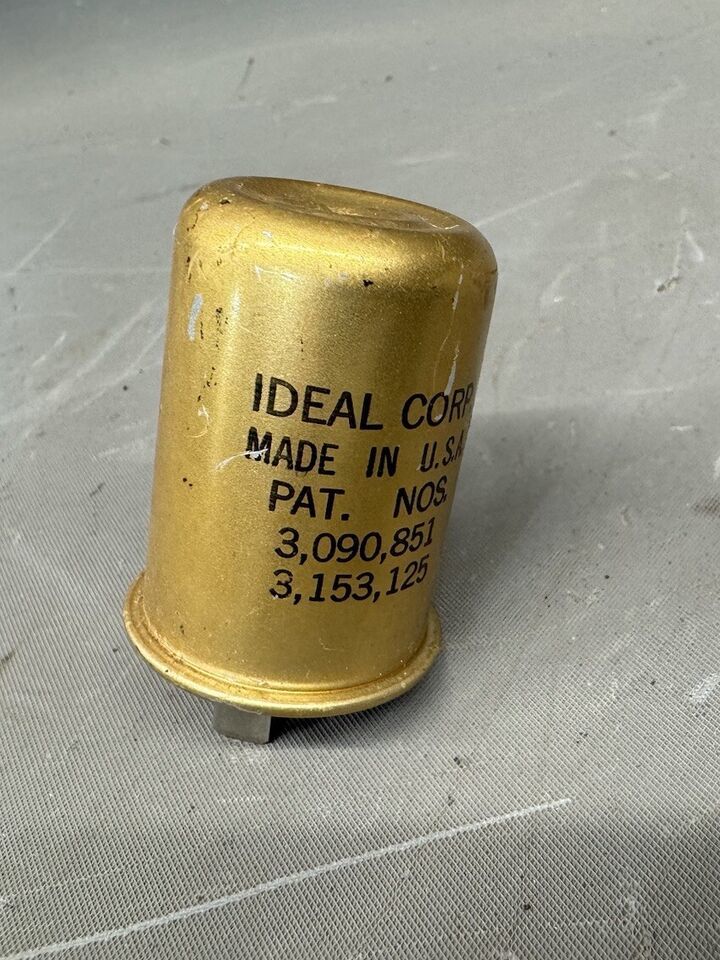 IDEAL CORP
MADE IN U.S.A.
PAT. NOS.
3,090,851
3,153,125